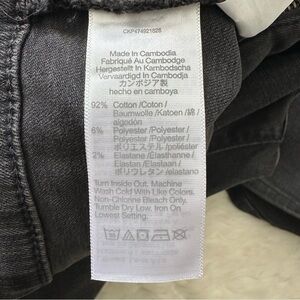 CKP474921528
Made In Cambodia
Fabriqué Au Cambodge
Hergestellt In Kambodscha
Vervaardigd In Cambodja
カンボジア製
hecho en camboya
92% Cotton /Coton /
Baumwolle /Katoen /綿 /
algodón
6% Polyester /Polyester /
Polyester /Polyester /
ポリエステル /poliéster
2% Elastane /Élasthanne /
Elastan /Elastaan /
ポリウレタン /elastano
Turn Inside Out. Machine
Wash Cold With Like Colors.
Non-Chlorine Bleach Only.
Tumble Dry Low. Iron On
Lowest Setting.